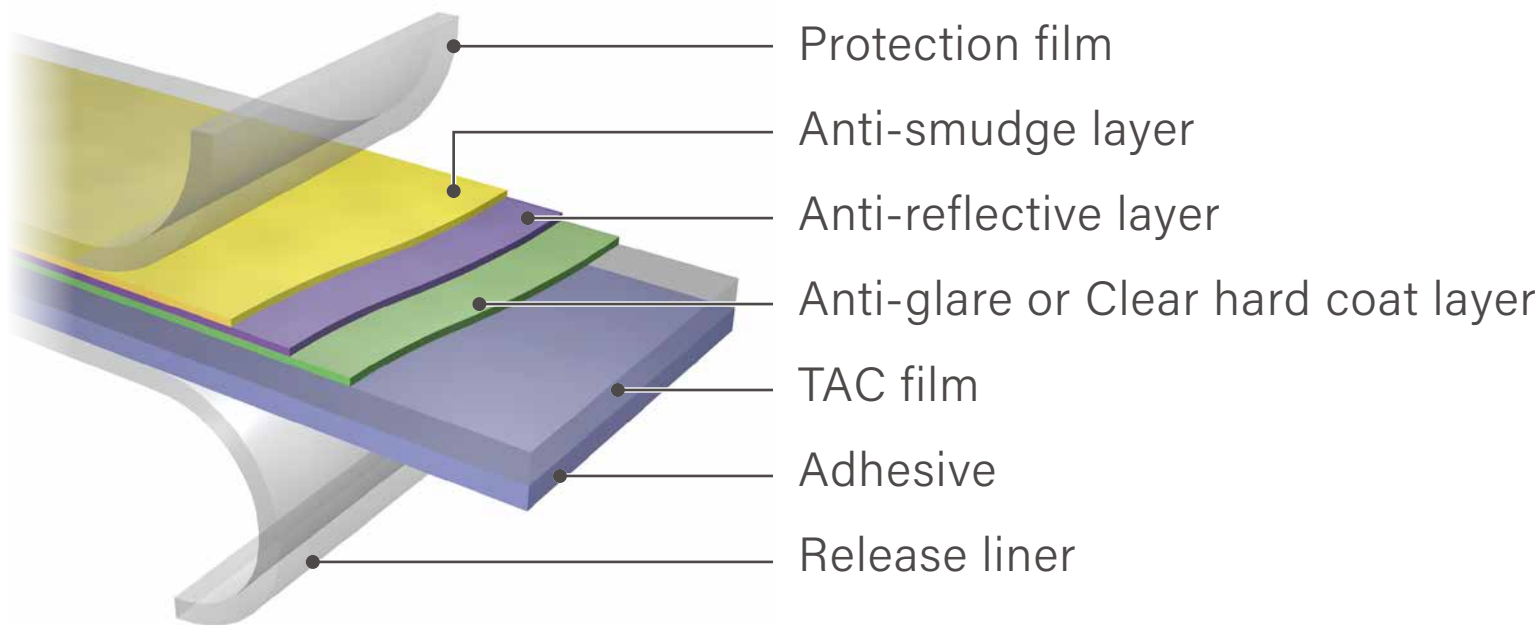 Protection film
Anti-smudge layer
Anti-reflective layer
Anti-glare or Clear hard coat layer
TAC film
Adhesive
Release liner